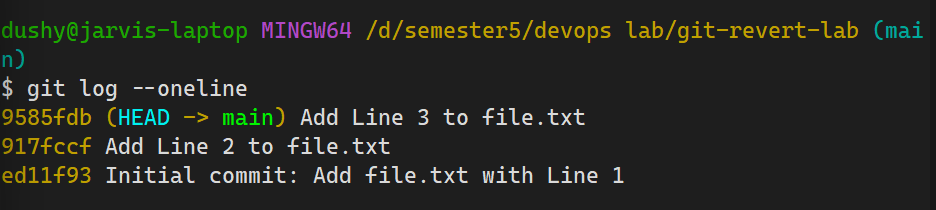 dushy@jarvis-laptop MINGW64 /d/semester5/devops lab/git-revert-lab (mai
n)
$ git log --oneline
9585fdb (HEAD -> main) Add Line 3 to file.txt
917fccf Add Line 2 to file.txt
ed11f93 Initial commit: Add file.txt with Line 1